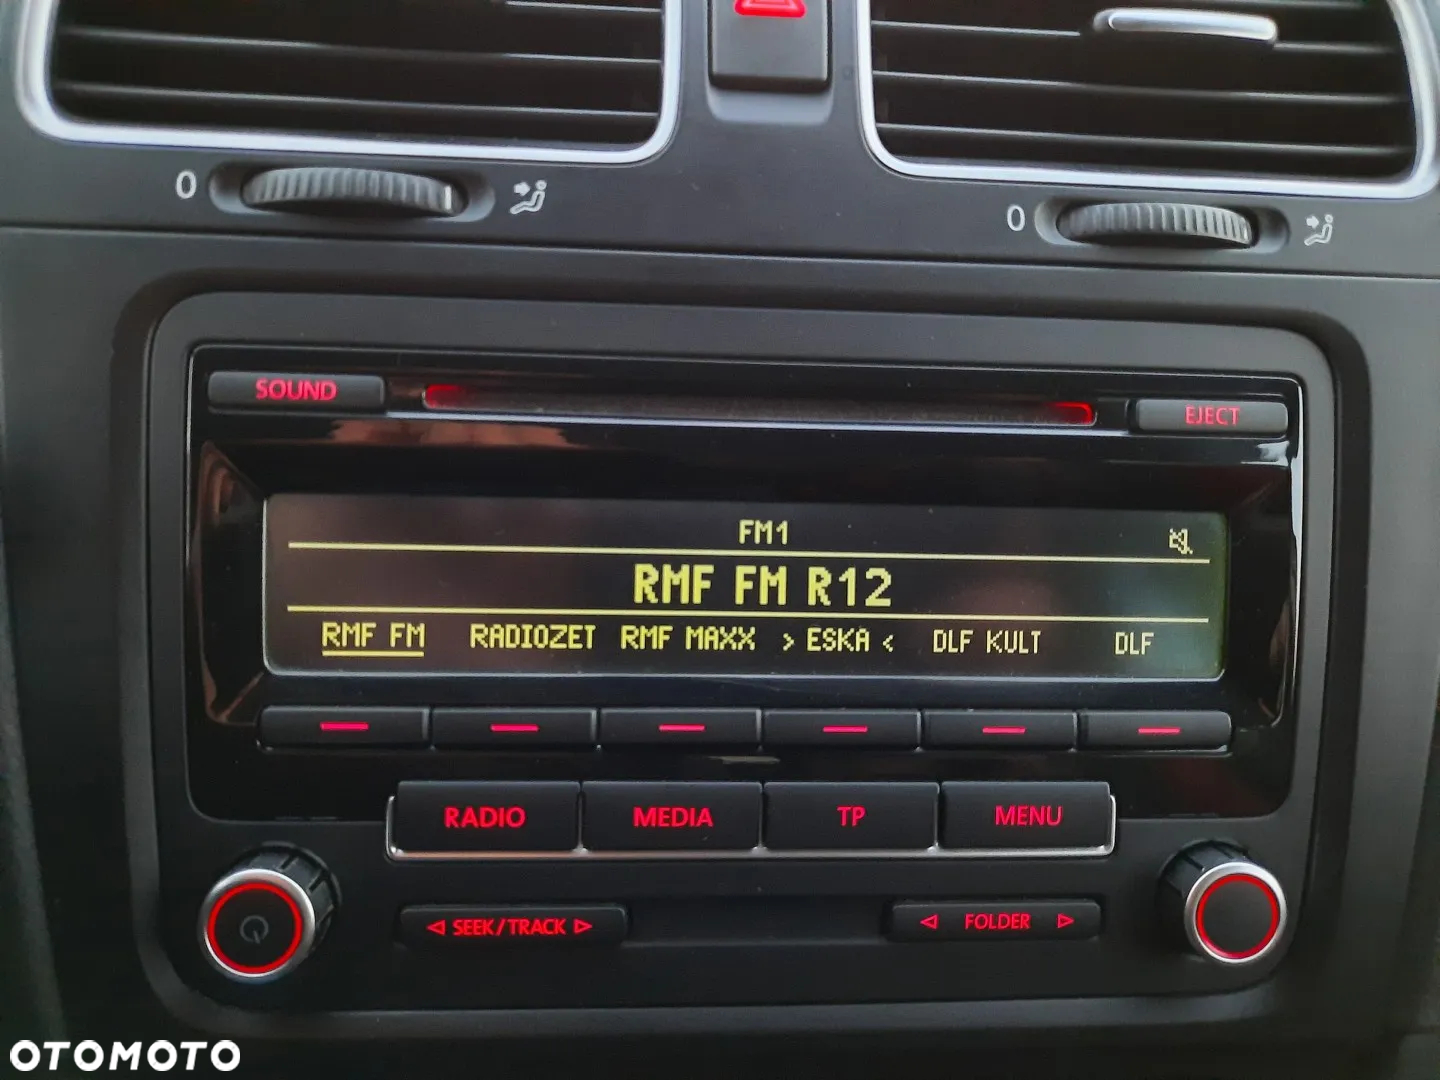 0
0
SOUND
EJECT
FM1
RMF FM R12
RMF FM RADIOZET RMF MAXX > ESKA < DLF KULT DLF
RADIO MEDIA TP MENU
SEEK/TRACK FOLDER
OTOMOTO